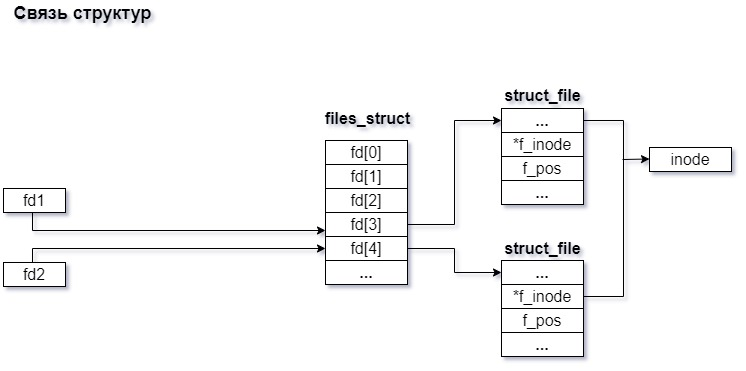 Связь структур
struct_file
...
*f_inode
f_pos
...
files_struct
fd[0]
fd[1]
fd[2]
fd[3]
fd[4]
...
inode
fd1
fd2
struct_file
...
*f_inode
f_pos
...